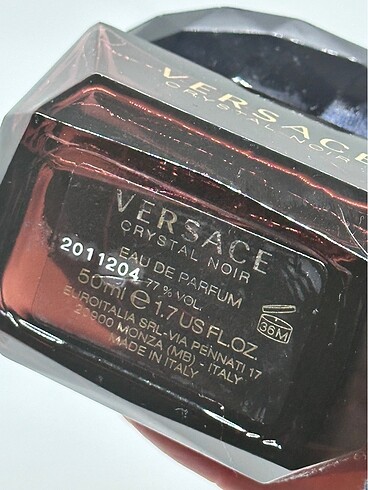 VERSACE
CRYSTAL NOIR
VERSACE
CRYSTAL NOIR
EAU DE PARFUM
2011204 77 % VOL.
50ml e 1.7 US FL.OZ.
EUROITALIA SRL-VIA PENNATI 17
20900 MONZA (MB) - ITALY
MADE IN ITALY
36M